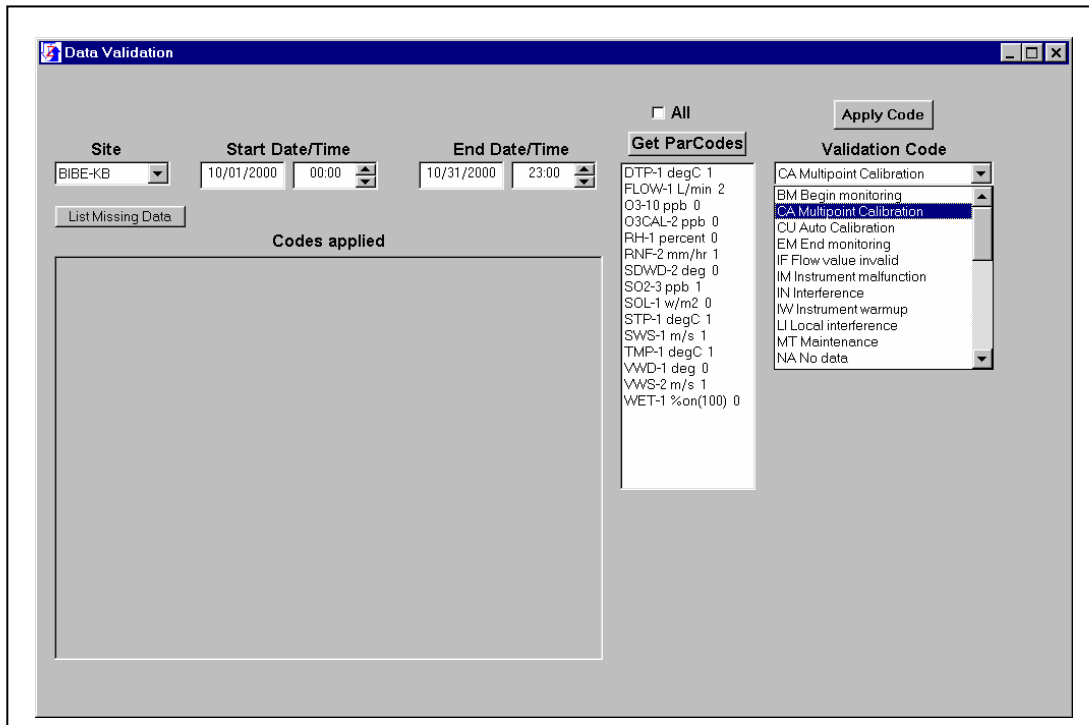 Data Validation
All
Apply Code
Site
Start Date/Time
End Date/Time
Get ParCodes
Validation Code
BIBE-KB
10/01/2000
00:00
10/31/2000
23:00
CA Multipoint Calibration
List Missing Data
Codes applied
DTP-1 degC 1
FLOW-1 L/min 2
O3-10 ppb 0
O3CAL-2 ppb 0
RH-1 percent 0
RNF-2 mm/hr 1
SDWD-2 deg 0
SO2-3 ppb 1
SOL-1 w/m2 0
STP-1 degC 1
SWS-1 m/s 1
TMP-1 degC 1
VWD-1 deg 0
VWS-2 m/s 1
WET-1 %on(100) 0
BM Begin monitoring
CA Multipoint Calibration
CU Auto Calibration
EM End monitoring
IF Flow value invalid
IM Instrument malfunction
IN Interference
IW Instrument warmup
LI Local interference
MT Maintenance
NA No data